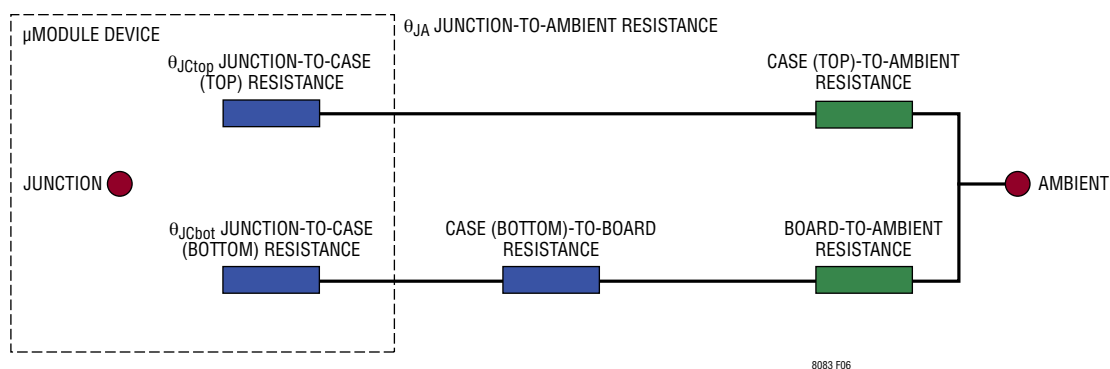 µMODULE DEVICE
θJA JUNCTION-TO-AMBIENT RESISTANCE
θJCtop JUNCTION-TO-CASE
(TOP) RESISTANCE
CASE (TOP)-TO-AMBIENT
RESISTANCE
JUNCTION
AMBIENT
θJCbot JUNCTION-TO-CASE
(BOTTOM) RESISTANCE
CASE (BOTTOM)-TO-BOARD
RESISTANCE
BOARD-TO-AMBIENT
RESISTANCE
8083 F06